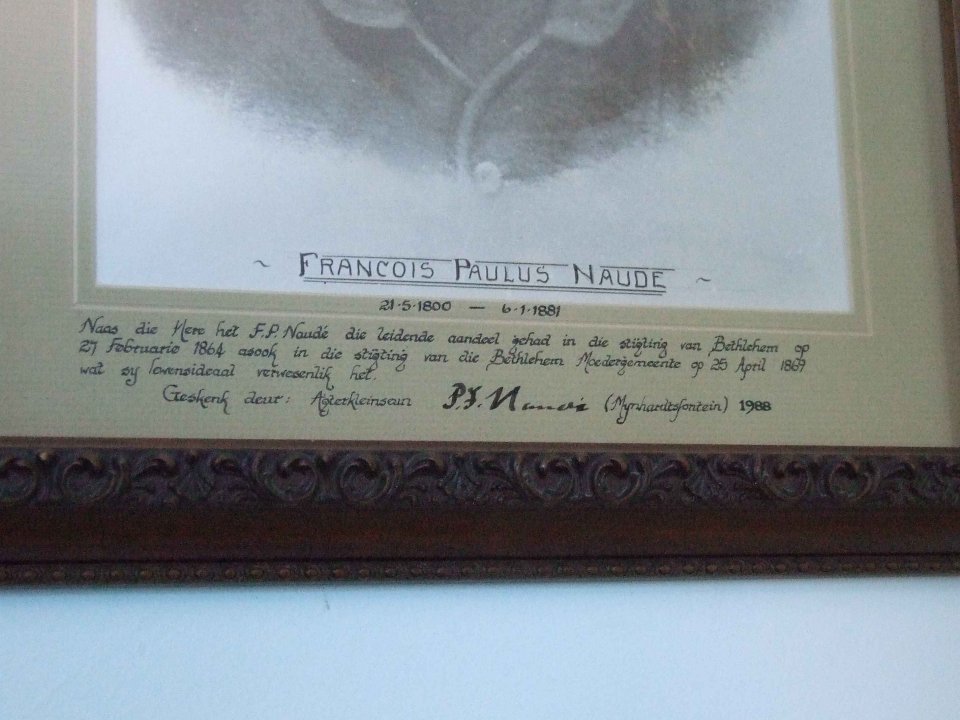 ~ FRANCOIS PAULUS NAUDE ~
21·5·1800 — 6·1·1881
Naas die Here het F.P. Naudé die leidende aandeel gehad in die stigting van Bethlehem op
27 Februarie 1864 asook in die stigting van die Bethlehem Moedergemeente op 25 April 1867
wat sy lewensideaal verwesenlik het.
Geskenk deur: Agterkleinseun P.F. Naudé (Mynhardtsfontein) 1988